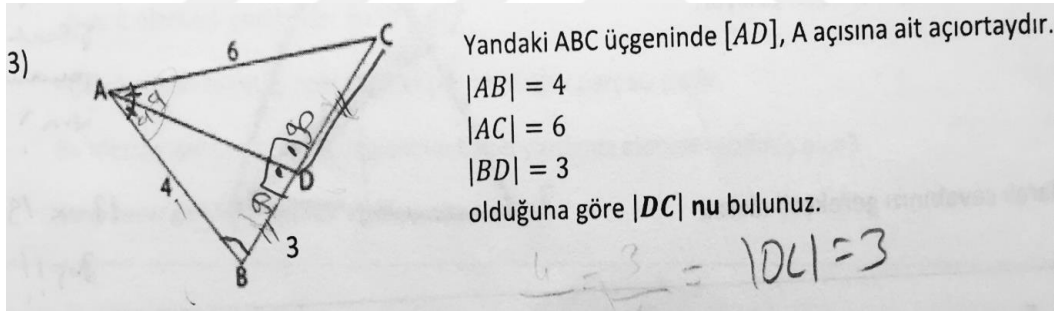 3)
Yandaki ABC üçgeninde [AD], A açısına ait açıortaydır.
|AB| = 4
|AC| = 6
|BD| = 3
olduğuna göre |DC| nu bulunuz.
|DC|=3
6
C
A
D
4
3
B